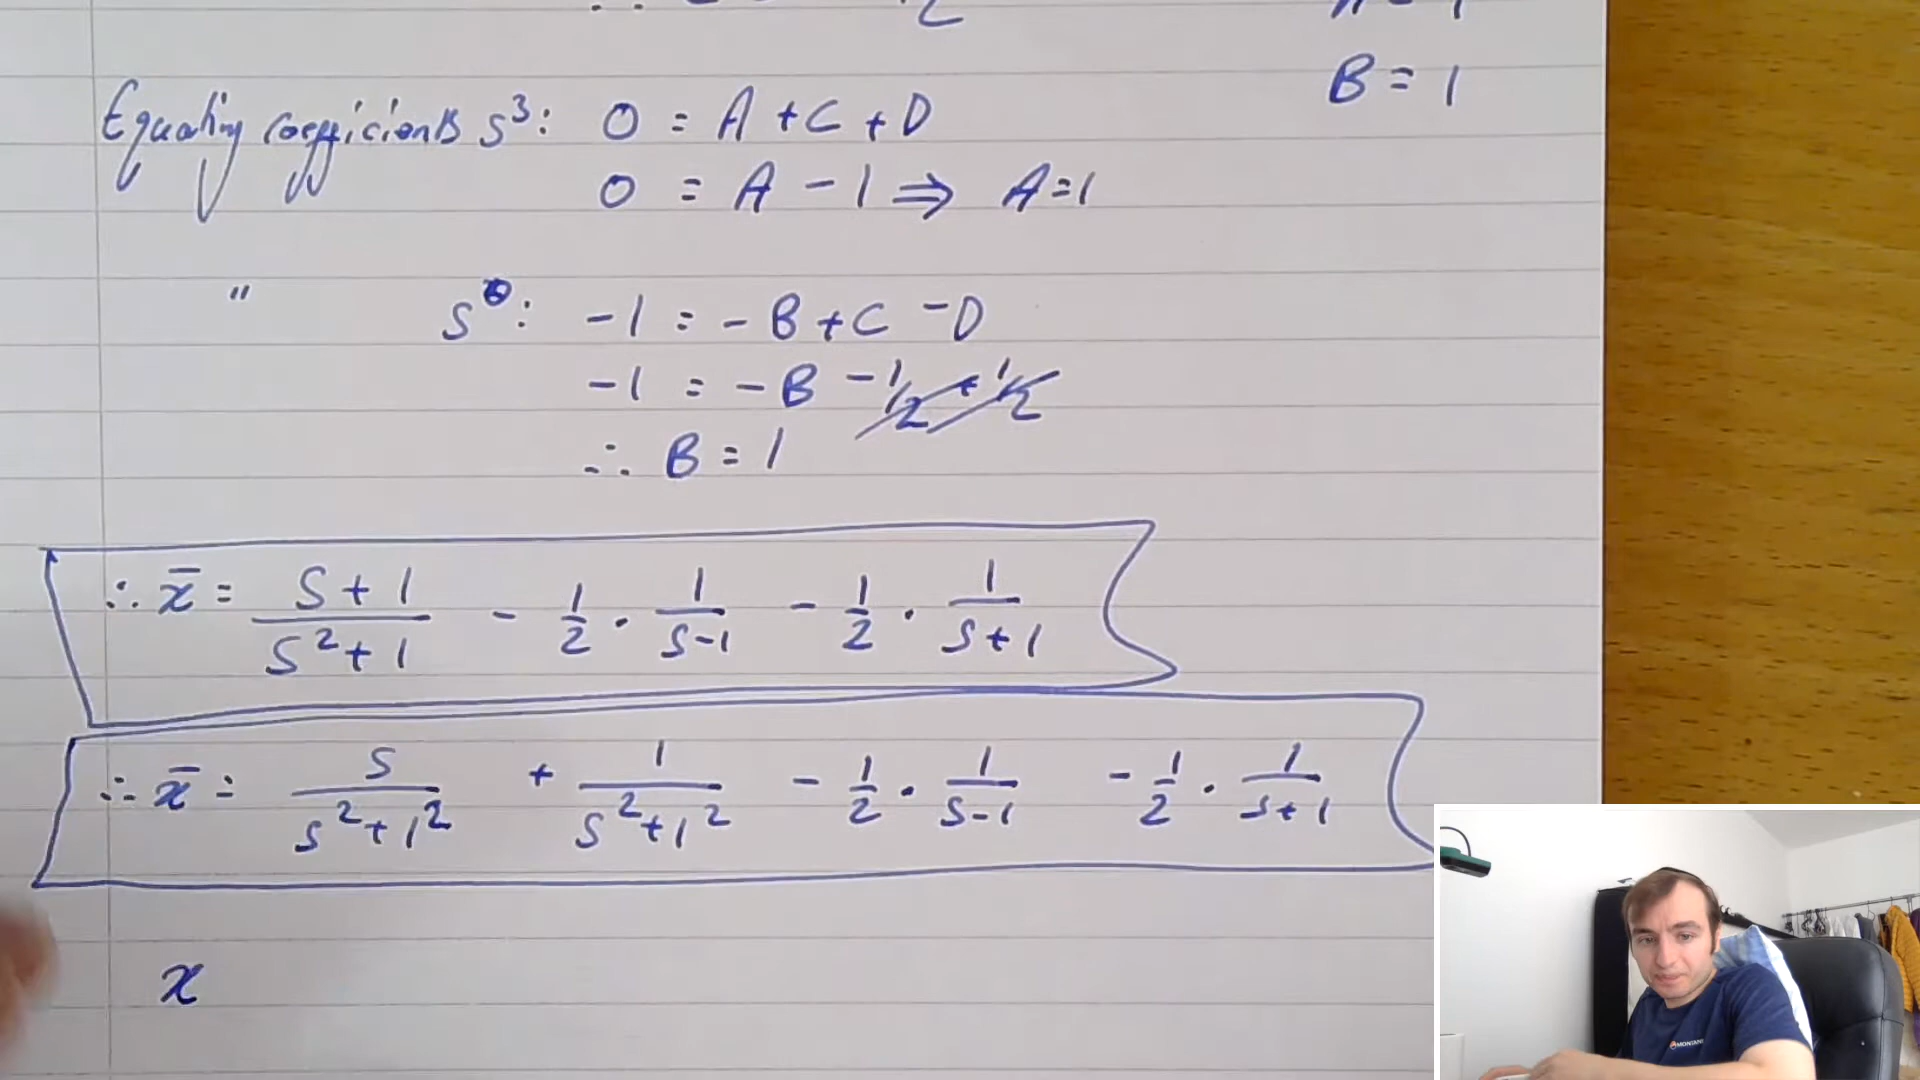 B = 1
Equating coefficients s³: 0 = A + C + D
0 = A - 1 ⇒ A = 1
" s⁰: -1 = - B + C - D
-1 = - B - 1/2 + 1/2
∴ B = 1
∴ x̄ = (s + 1)/(s² + 1) - 1/2 · 1/(s-1) - 1/2 · 1/(s+1)
∴ x̄ = s/(s² + 1²) + 1/(s² + 1²) - 1/2 · 1/(s-1) - 1/2 · 1/(s+1)
x